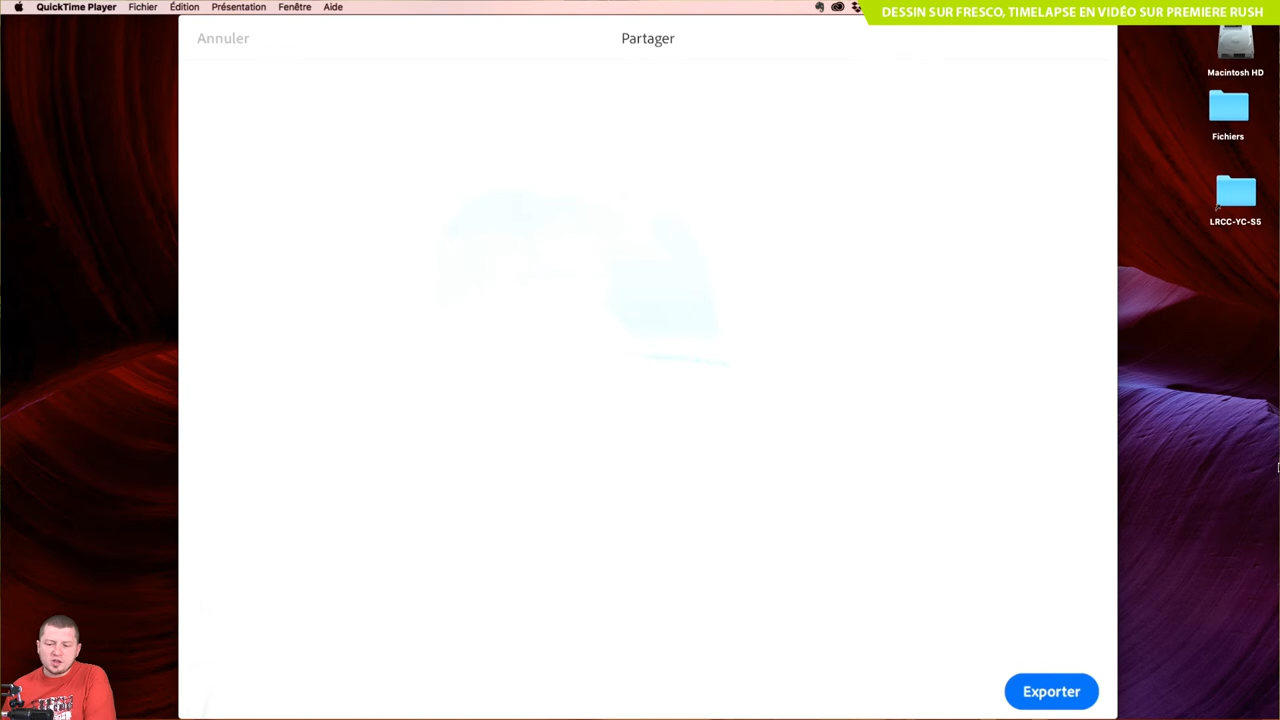 QuickTime Player Fichier Édition Présentation Fenêtre Aide
DESSIN SUR FRESCO, TIMELAPSE EN VIDÉO SUR PREMIERE RUSH
Annuler
Partager
Macintosh HD
Fichiers
LRCC-YC-S5
Exporter